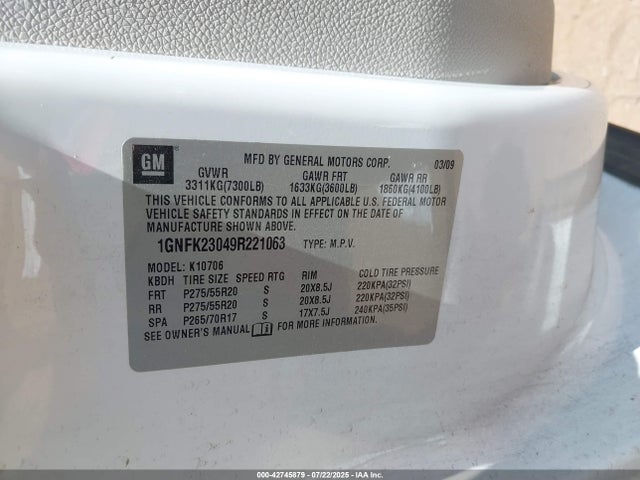 GM
MFD BY GENERAL MOTORS CORP. 03/09
GVWR GAWR FRT GAWR RR
3311KG(7300LB) 1633KG(3600LB) 1860KG(4100LB)
THIS VEHICLE CONFORMS TO ALL APPLICABLE U.S. FEDERAL MOTOR
VEHICLE SAFETY STANDARDS IN EFFECT ON THE DATE OF
MANUFACTURE SHOWN ABOVE.
1GNFK23049R221063 TYPE: M.P.V.
MODEL: K10706
KBDH TIRE SIZE SPEED RTG RIM COLD TIRE PRESSURE
FRT P275/55R20 S 20X8.5J 220KPA(32PSI)
RR P275/55R20 S 20X8.5J 220KPA(32PSI)
SPA P265/70R17 S 17X7.5J 240KPA(35PSI)
SEE OWNER'S MANUAL FOR MORE INFORMATION.
000-42745879 07/22/2025 - IAA, Inc.